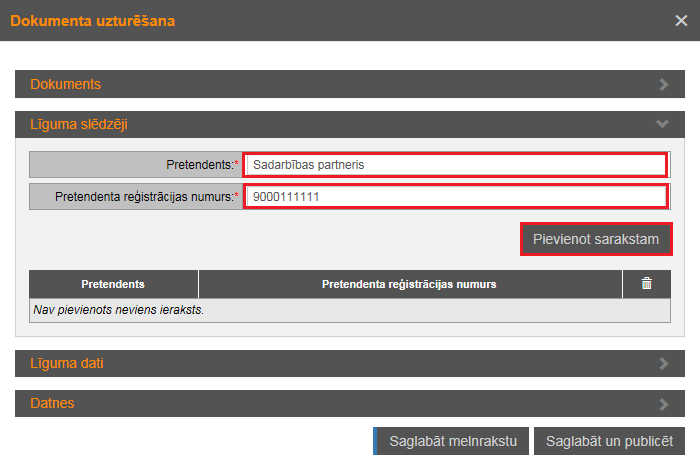 Dokumenta uzturēšana
Dokuments
Līguma slēdzēji
Pretendents:* Sadarbības partneris
Pretendenta reģistrācijas numurs:* 9000111111
Pievienot sarakstam
Pretendents Pretendenta reģistrācijas numurs
Nav pievienots neviens ieraksts.
Līguma dati
Datnes
Saglabāt melnrakstu Saglabāt un publicēt